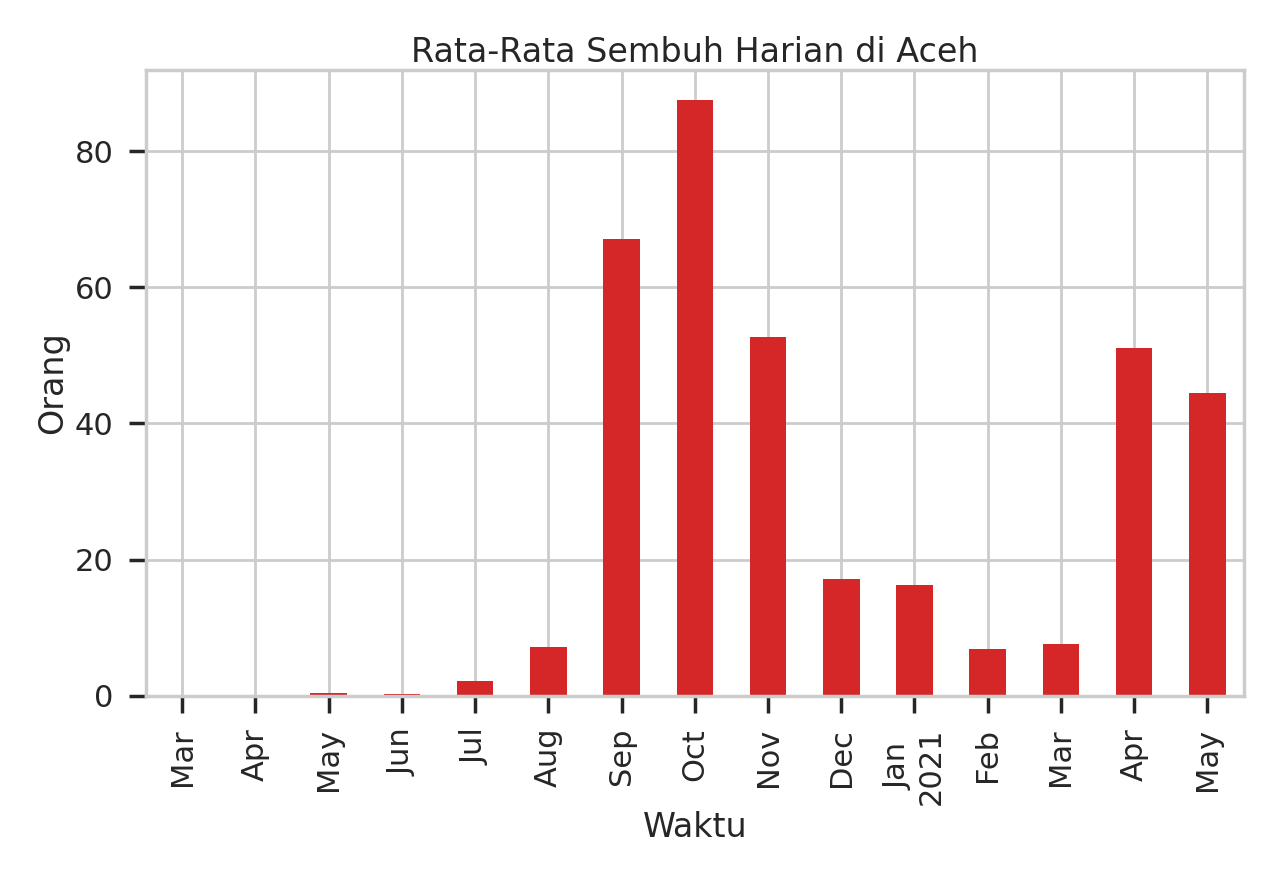 Rata-Rata Sembuh Harian di Aceh
Orang
80
60
40
20
0
Mar
Apr
May
Jun
Jul
Aug
Sep
Oct
Nov
Dec
Jan
2021
Feb
Mar
Apr
May
Waktu